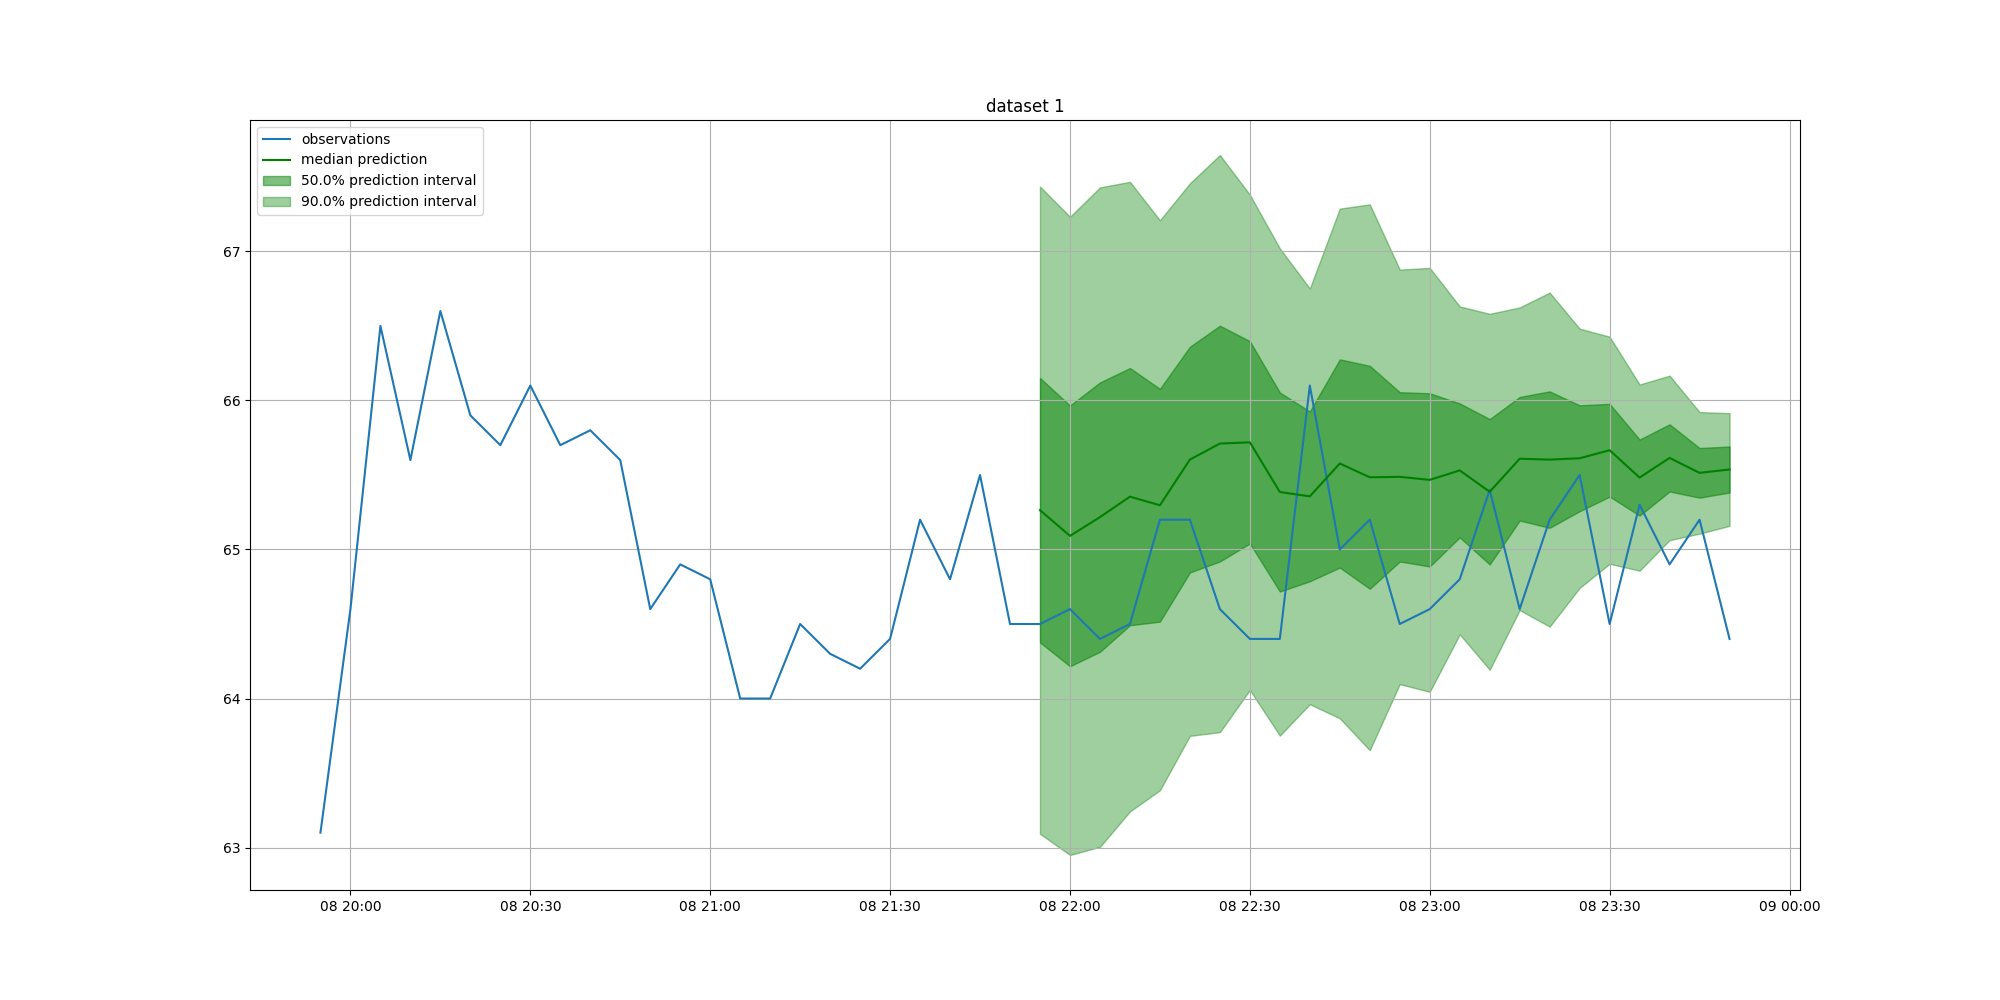 dataset 1
observations
median prediction
50.0% prediction interval
90.0% prediction interval
67
66
65
64
63
08 20:00 08 20:30 08 21:00 08 21:30 08 22:00 08 22:30 08 23:00 08 23:30 09 00:00